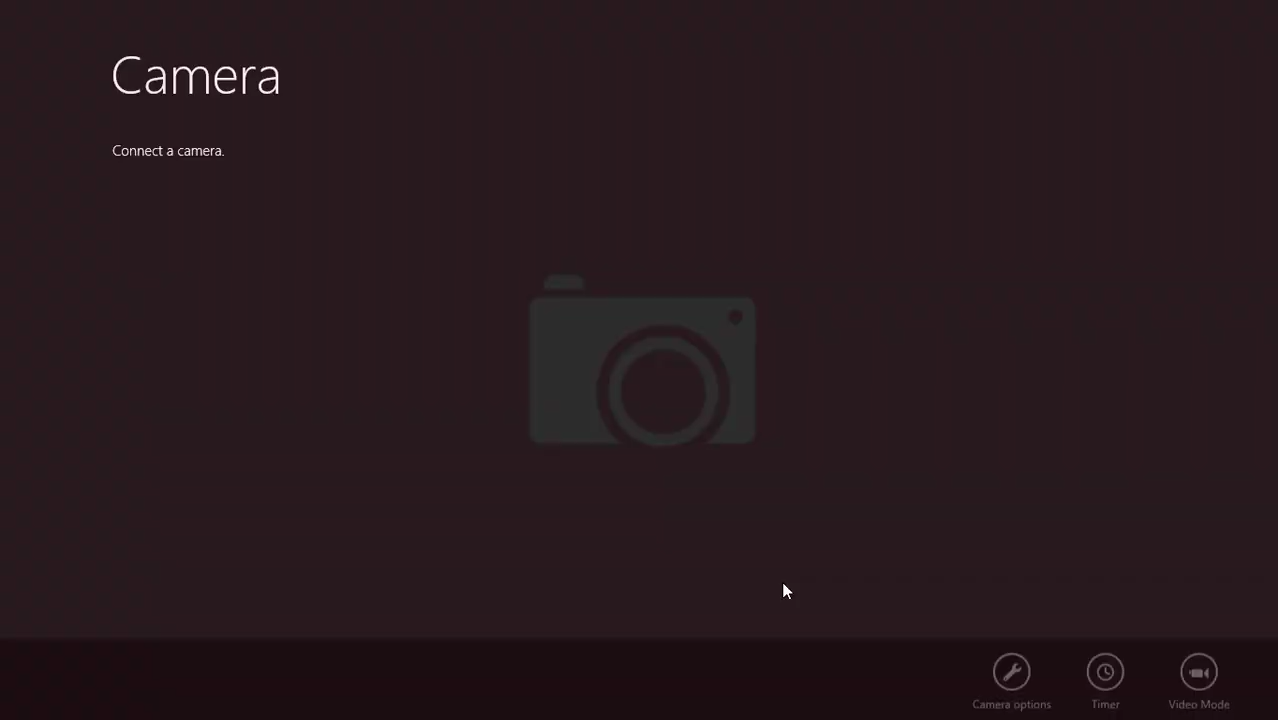 Camera
Connect a camera.
Camera options
Timer
Video Mode